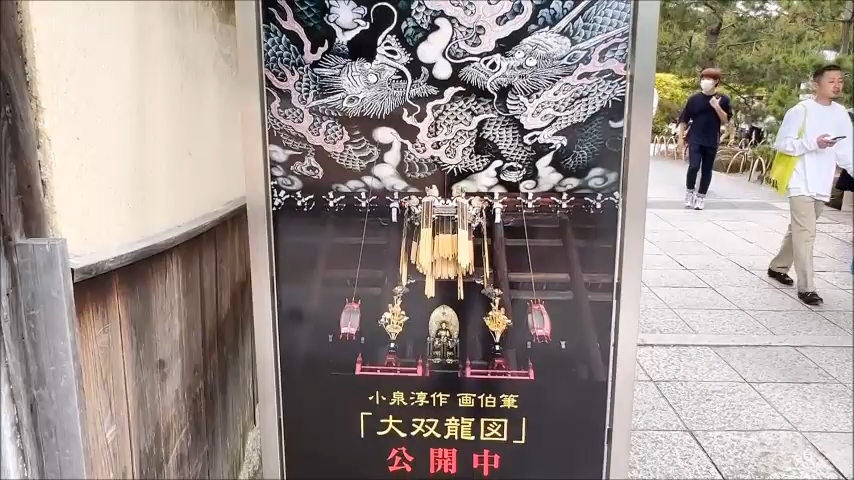 小泉淳作 画伯筆
「大双龍図」
公開中